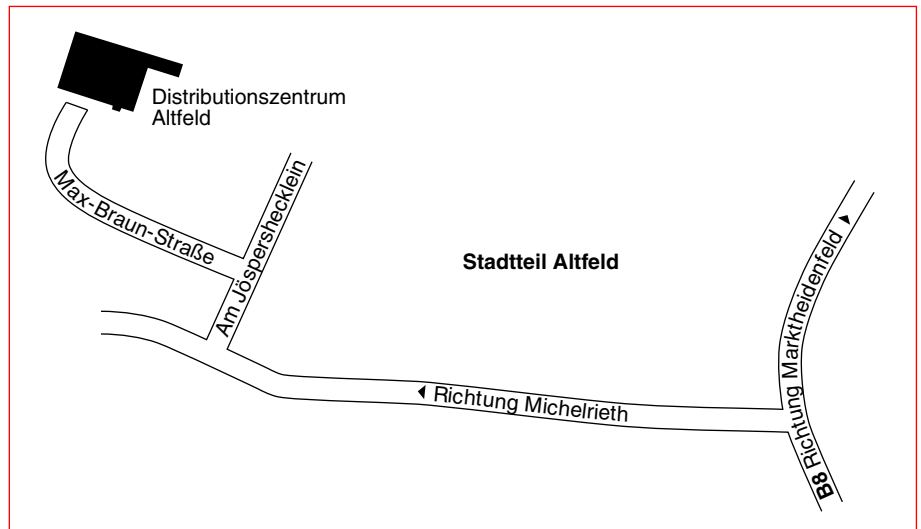 Distributionszentrum
Altfeld
Max-Braun-Straße
Am Jöspershecklein
Stadtteil Altfeld
Richtung Michelrieth
B8 Richtung Marktheidenfeld